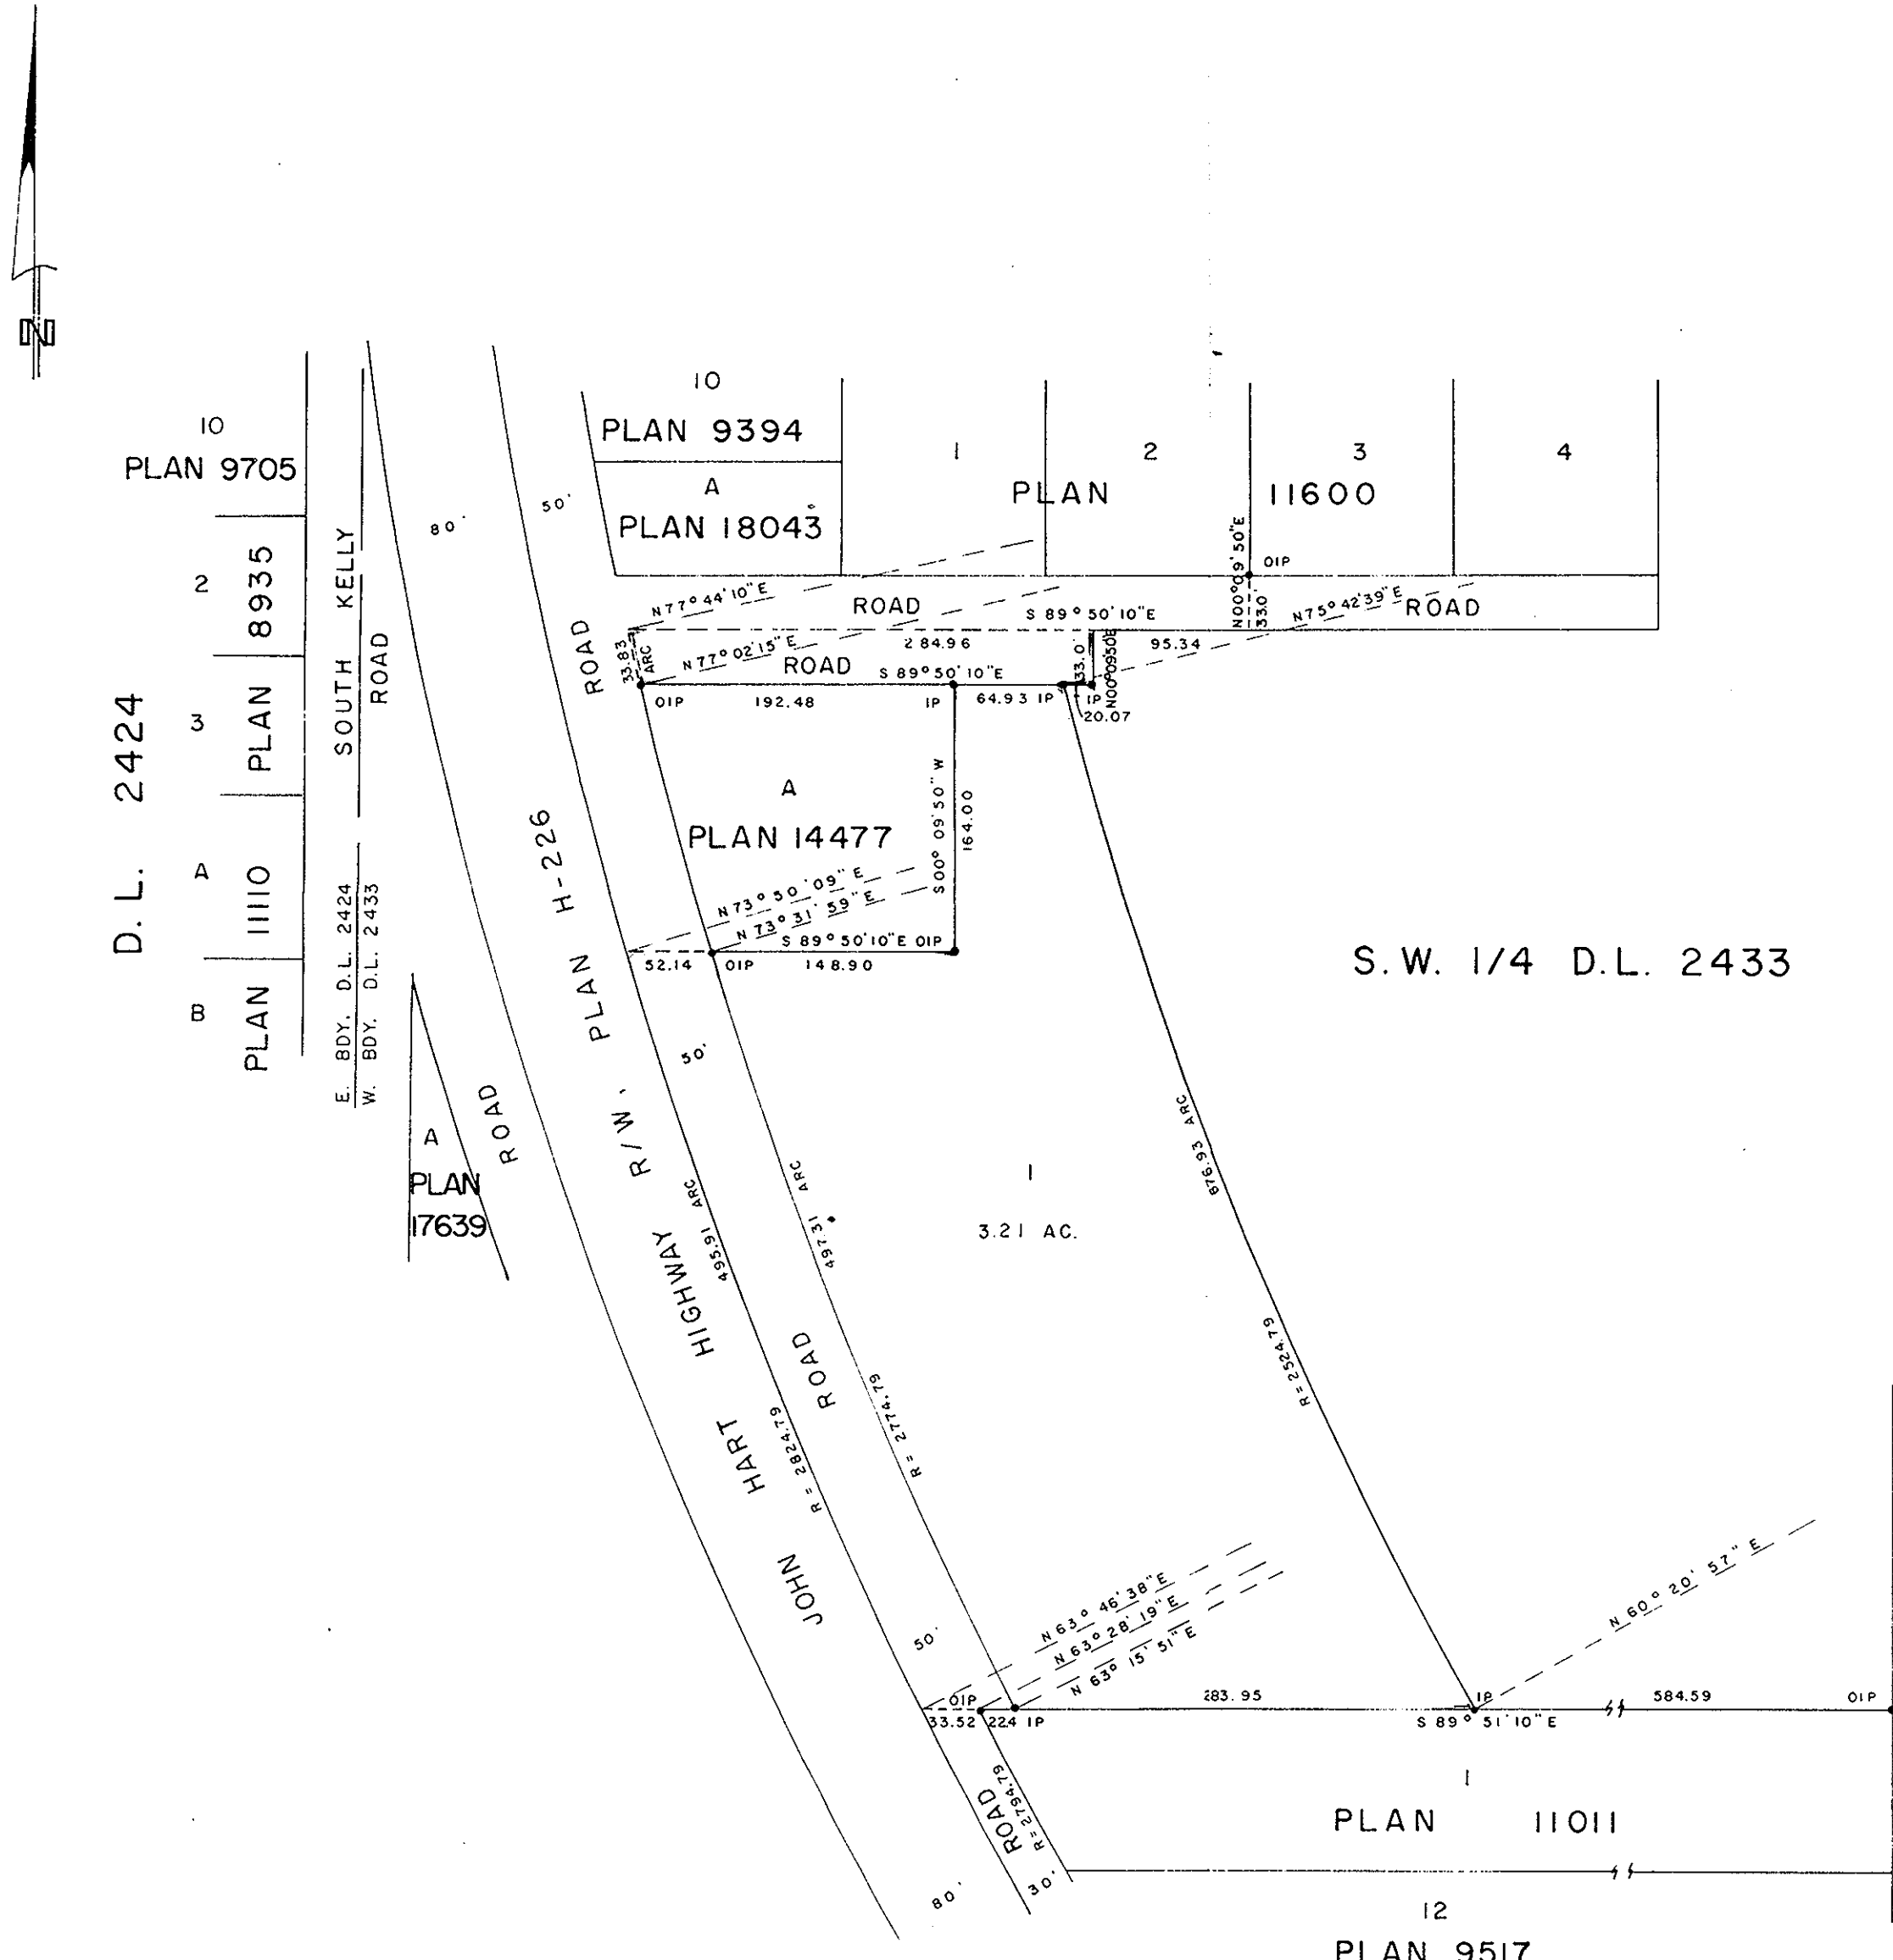 N
10
PLAN 9705
2
PLAN 8935
3
D.L. 2424
A
PLAN 11110
B
SOUTH KELLY
ROAD
E. BDY. D.L. 2424
W. BDY. D.L. 2433
A
PLAN
17639
ROAD
80'
50'
ROAD
10
PLAN 9394
A
PLAN 18043
1
2
3
4
PLAN 11600
N00°09'50"E
33.0'
OIP
N77°44'10"E
ROAD
S 89°50'10"E
N75°42'39"E
ROAD
33.83
ARC
N77°02'15"E
284.96
95.34
ROAD
S 89°50'10"E
33.0'
N00°09'50E
OIP
192.48
IP
64.93
IP
IP
20.07
A
PLAN 14477
S00°09'50"W
164.00
N73°50'09"E
N73°31'59"E
S 89°50'10"E
OIP
52.14
OIP
148.90
S.W. 1/4 D.L. 2433
50'
JOHN HART HIGHWAY R/W. PLAN H-226
495.91 ARC
R = 2824.79
497.31 ARC
R = 2774.79
ROAD
1
3.21 AC.
876.93 ARC
R = 2524.79
N 63° 46' 38"E
N 63° 28' 19"E
N 63° 15' 51"E
N 60° 20' 57" E
50'
OIP
33.52
22.4
IP
283.95
IP
S 89° 51' 10"E
584.59
OIP
ROAD
R = 2794.79
80'
30'
1
PLAN 11011
12
PLAN 9517